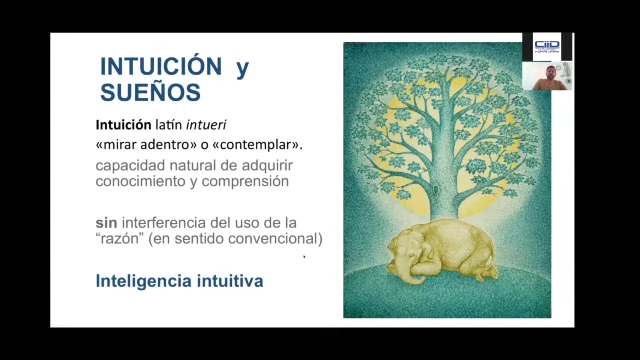 INTUICIÓN y
SUEÑOS
Intuición latín intueri
«mirar adentro» o «contemplar».
capacidad natural de adquirir
conocimiento y comprensión
sin interferencia del uso de la
“razón” (en sentido convencional)
Inteligencia intuitiva